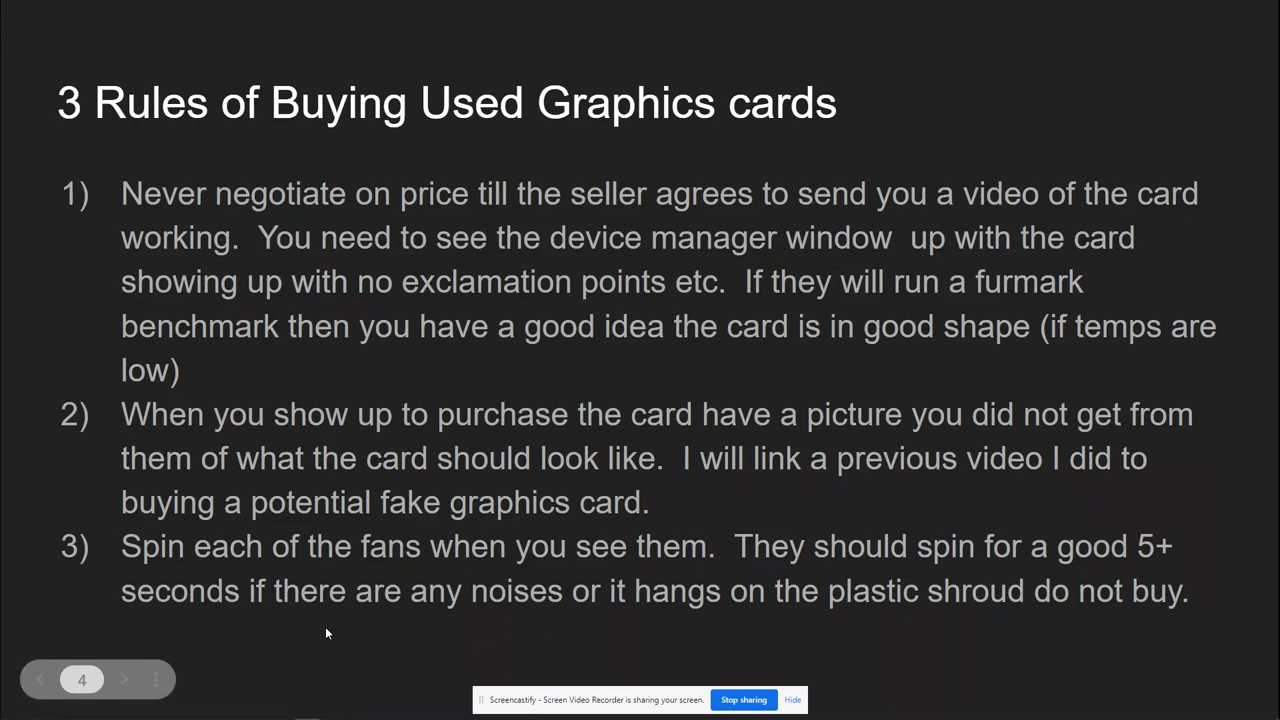 3 Rules of Buying Used Graphics cards
1) Never negotiate on price till the seller agrees to send you a video of the card
working.  You need to see the device manager window  up with the card
showing up with no exclamation points etc.  If they will run a furmark
benchmark then you have a good idea the card is in good shape (if temps are
low)
2) When you show up to purchase the card have a picture you did not get from
them of what the card should look like.  I will link a previous video I did to
buying a potential fake graphics card.
3) Spin each of the fans when you see them.  They should spin for a good 5+
seconds if there are any noises or it hangs on the plastic shroud do not buy.
4
Screencastify - Screen Video Recorder is sharing your screen. Stop sharing Hide